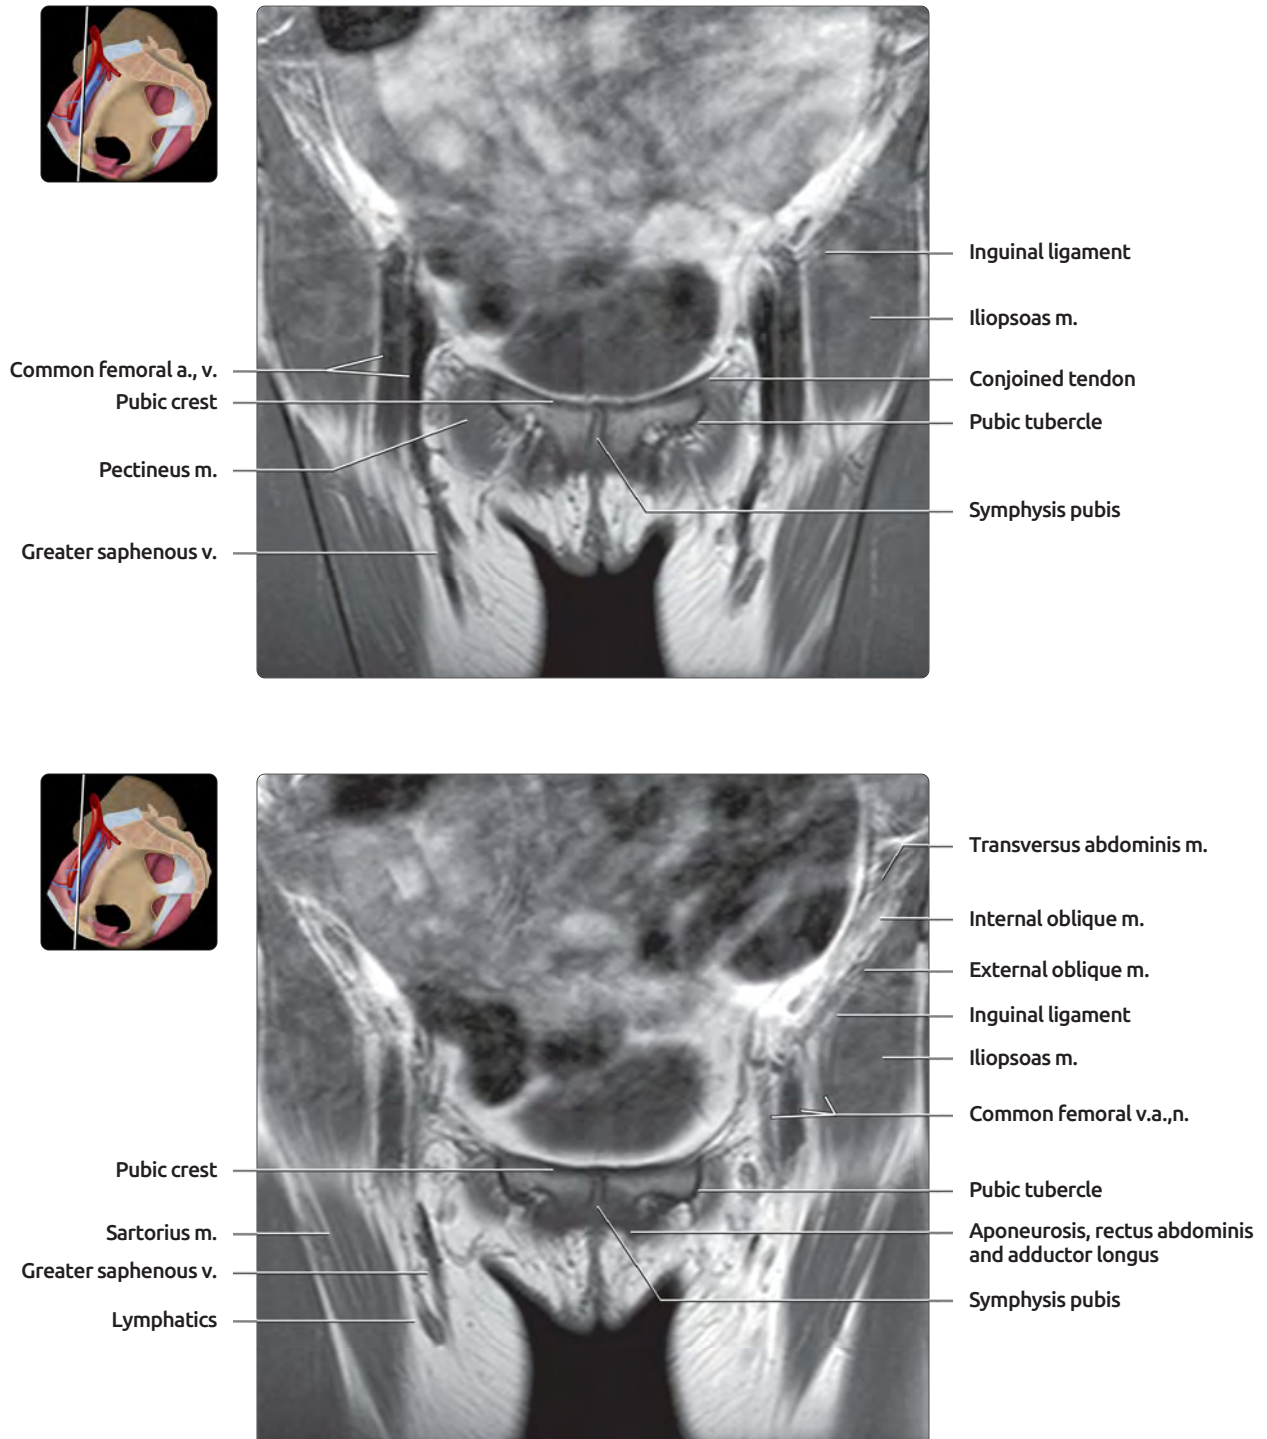 Inguinal ligament
Iliopsoas m.
Common femoral a., v.
Conjoined tendon
Pubic crest
Pubic tubercle
Pectineus m.
Symphysis pubis
Greater saphenous v.
Transversus abdominis m.
Internal oblique m.
External oblique m.
Inguinal ligament
Iliopsoas m.
Common femoral v.a.,n.
Pubic crest
Pubic tubercle
Sartorius m.
Aponeurosis, rectus abdominis
and adductor longus
Greater saphenous v.
Symphysis pubis
Lymphatics